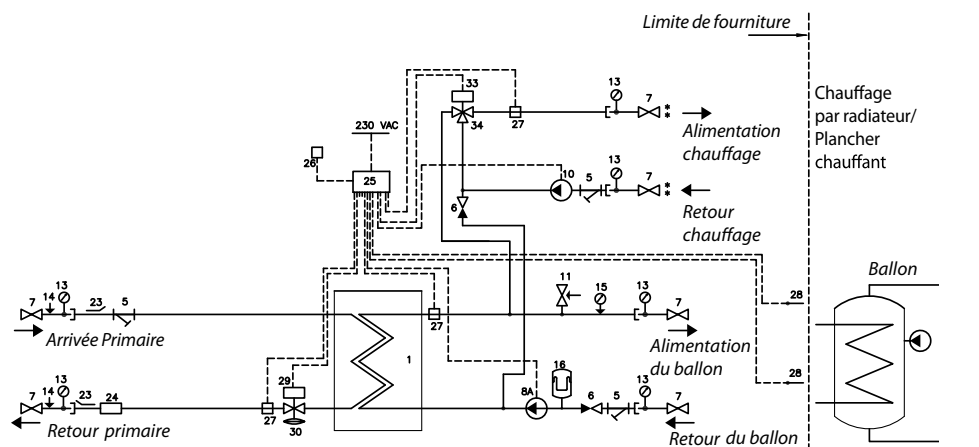 Limite de fourniture
Chauffage
par radiateur/
Plancher
chauffant
33
13
7
**
34
27
Alimentation
chauffage
230 VAC
26
25
10
5
13
7
**
6
Retour
chauffage
28
Ballon
7
14
13
23
5
27
11
15
13
7
Arrivée Primaire
1
Alimentation
du ballon
28
7
14
13
23
24
27
29
30
8A
16
6
5
13
7
Retour primaire
Retour du ballon